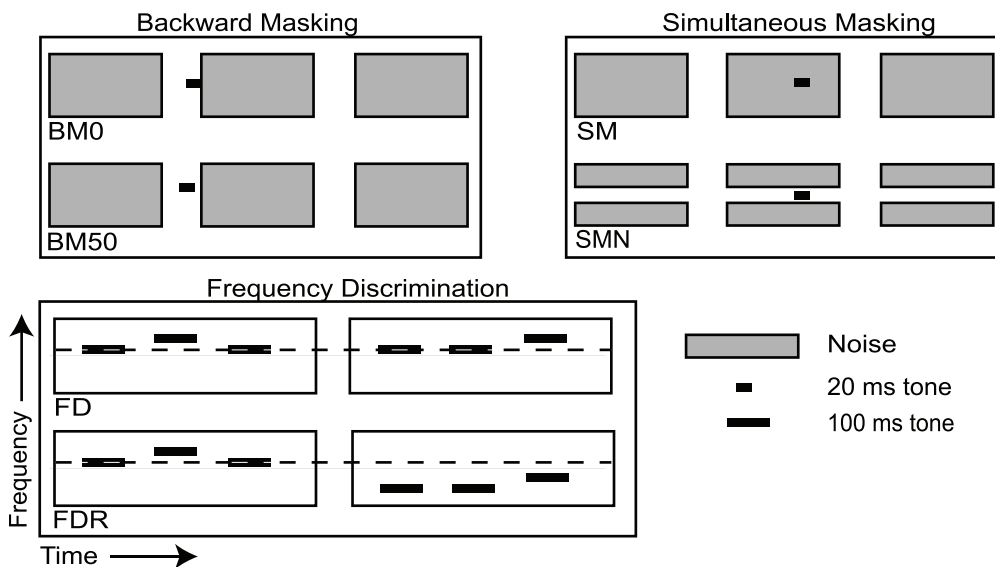 Backward Masking
BM0
BM50
Simultaneous Masking
SM
SMN
Frequency Discrimination
FD
FDR
Frequency
Time
Noise
20 ms tone
100 ms tone